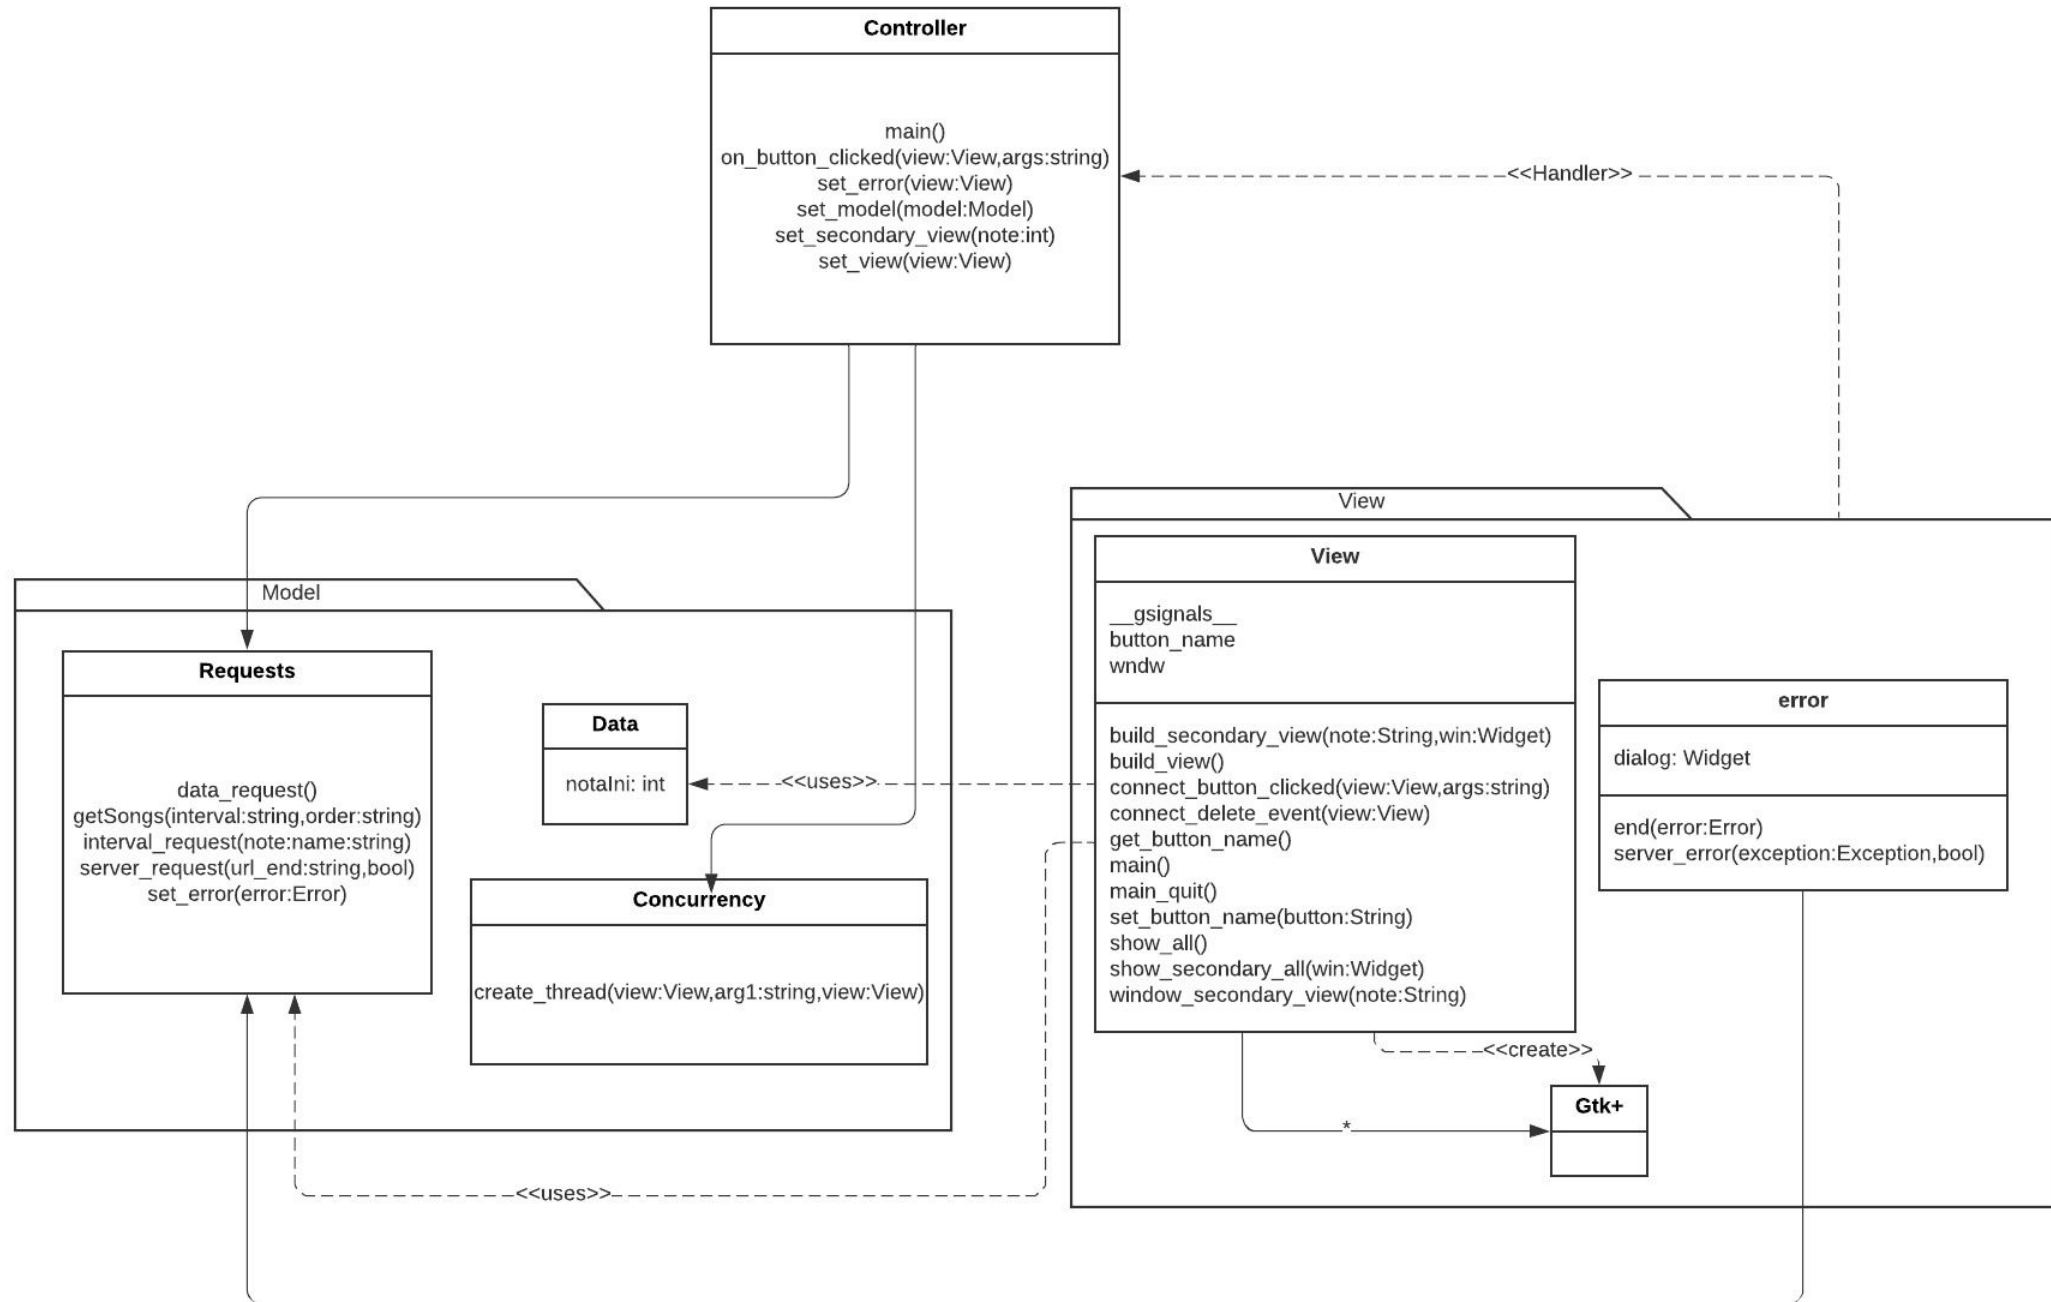 Controller
main()
on_button_clicked(view:View,args:string)
set_error(view:View)
set_model(model:Model)
set_secondary_view(note:int)
set_view(view:View)
<<Handler>>
Model
Requests
data_request()
getSongs(interval:string,order:string)
interval_request(note:name:string)
server_request(url_end:string,bool)
set_error(error:Error)
Data
notaIni: int
<<uses>>
Concurrency
create_thread(view:View,arg1:string,view:View)
<<uses>>
View
View
__gsignals__
button_name
wndw
build_secondary_view(note:String,win:Widget)
build_view()
connect_button_clicked(view:View,args:string)
connect_delete_event(view:View)
get_button_name()
main()
main_quit()
set_button_name(button:String)
show_all()
show_secondary_all(win:Widget)
window_secondary_view(note:String)
error
dialog: Widget
end(error:Error)
server_error(exception:Exception,bool)
<<create>>
Gtk+
*